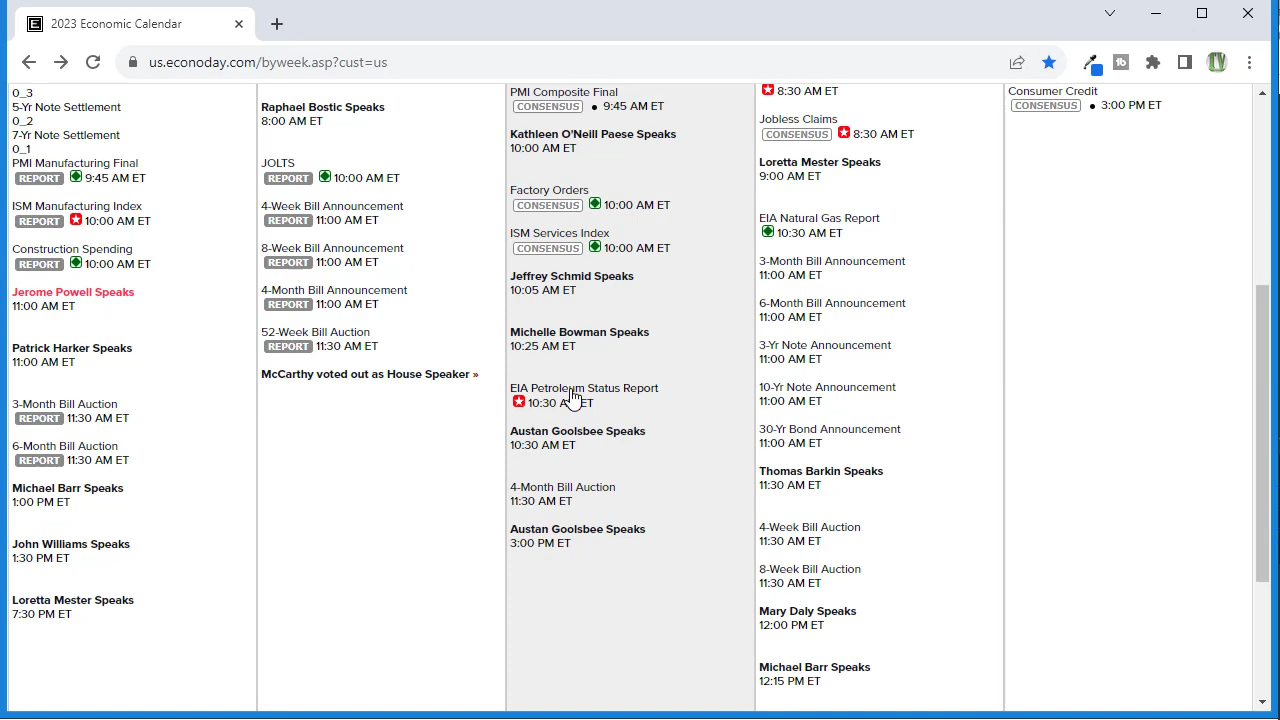 2023 Economic Calendar
us.econoday.com/byweek.asp?cust=us
0_3
5-Yr Note Settlement
0_2
7-Yr Note Settlement
0_1
PMI Manufacturing Final
REPORT 9:45 AM ET
ISM Manufacturing Index
REPORT 10:00 AM ET
Construction Spending
REPORT 10:00 AM ET
Jerome Powell Speaks
11:00 AM ET
Patrick Harker Speaks
11:00 AM ET
3-Month Bill Auction
REPORT 11:30 AM ET
6-Month Bill Auction
REPORT 11:30 AM ET
Michael Barr Speaks
1:00 PM ET
John Williams Speaks
1:30 PM ET
Loretta Mester Speaks
7:30 PM ET
Raphael Bostic Speaks
8:00 AM ET
JOLTS
REPORT 10:00 AM ET
4-Week Bill Announcement
REPORT 11:00 AM ET
8-Week Bill Announcement
REPORT 11:00 AM ET
4-Month Bill Announcement
REPORT 11:00 AM ET
52-Week Bill Auction
REPORT 11:30 AM ET
McCarthy voted out as House Speaker »
PMI Composite Final
CONSENSUS • 9:45 AM ET
Kathleen O'Neill Paese Speaks
10:00 AM ET
Factory Orders
CONSENSUS 10:00 AM ET
ISM Services Index
CONSENSUS 10:00 AM ET
Jeffrey Schmid Speaks
10:05 AM ET
Michelle Bowman Speaks
10:25 AM ET
EIA Petroleum Status Report
10:30 AM ET
Austan Goolsbee Speaks
10:30 AM ET
4-Month Bill Auction
11:30 AM ET
Austan Goolsbee Speaks
3:00 PM ET
8:30 AM ET
Jobless Claims
CONSENSUS 8:30 AM ET
Loretta Mester Speaks
9:00 AM ET
EIA Natural Gas Report
10:30 AM ET
3-Month Bill Announcement
11:00 AM ET
6-Month Bill Announcement
11:00 AM ET
3-Yr Note Announcement
11:00 AM ET
10-Yr Note Announcement
11:00 AM ET
30-Yr Bond Announcement
11:00 AM ET
Thomas Barkin Speaks
11:30 AM ET
4-Week Bill Auction
11:30 AM ET
8-Week Bill Auction
11:30 AM ET
Mary Daly Speaks
12:00 PM ET
Michael Barr Speaks
12:15 PM ET
Consumer Credit
CONSENSUS • 3:00 PM ET